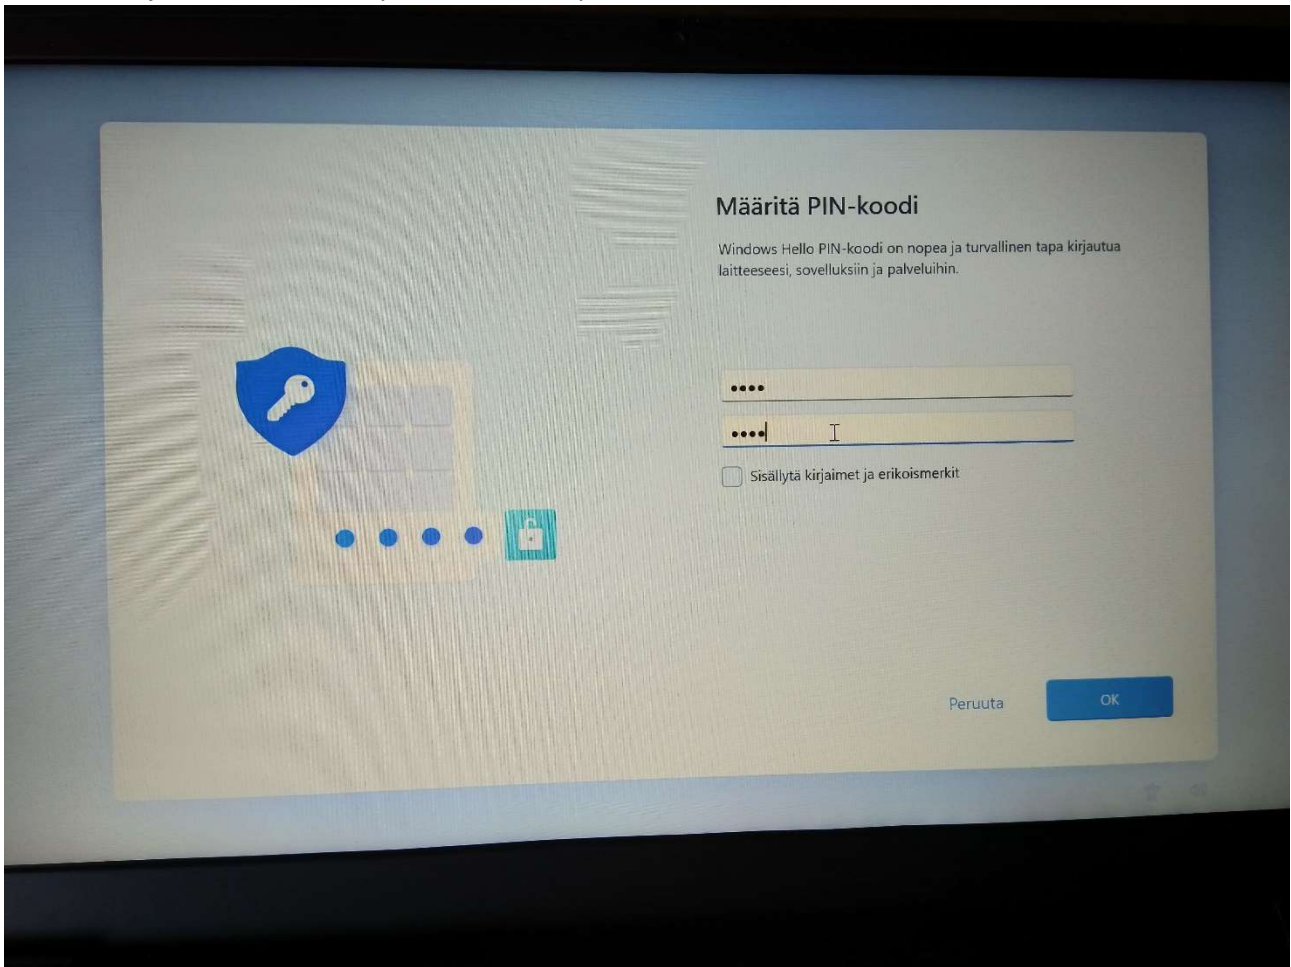 Määritä PIN-koodi
Windows Hello PIN-koodi on nopea ja turvallinen tapa kirjautua
laitteeseesi, sovelluksiin ja palveluihin.
••••
••••
Sisällytä kirjaimet ja erikoismerkit
Peruuta
OK